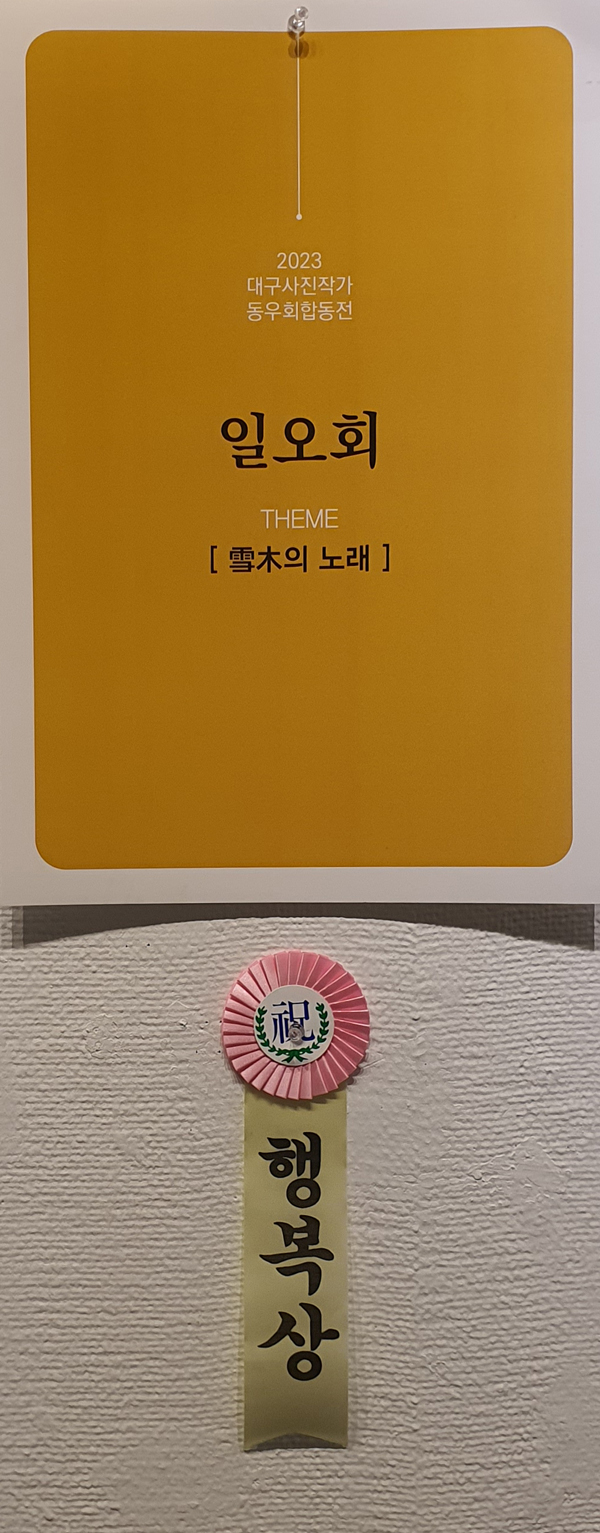 2023
대구사진작가
동우회합동전
일오회
THEME
[ 雪木의 노래 ]
祝
행복상